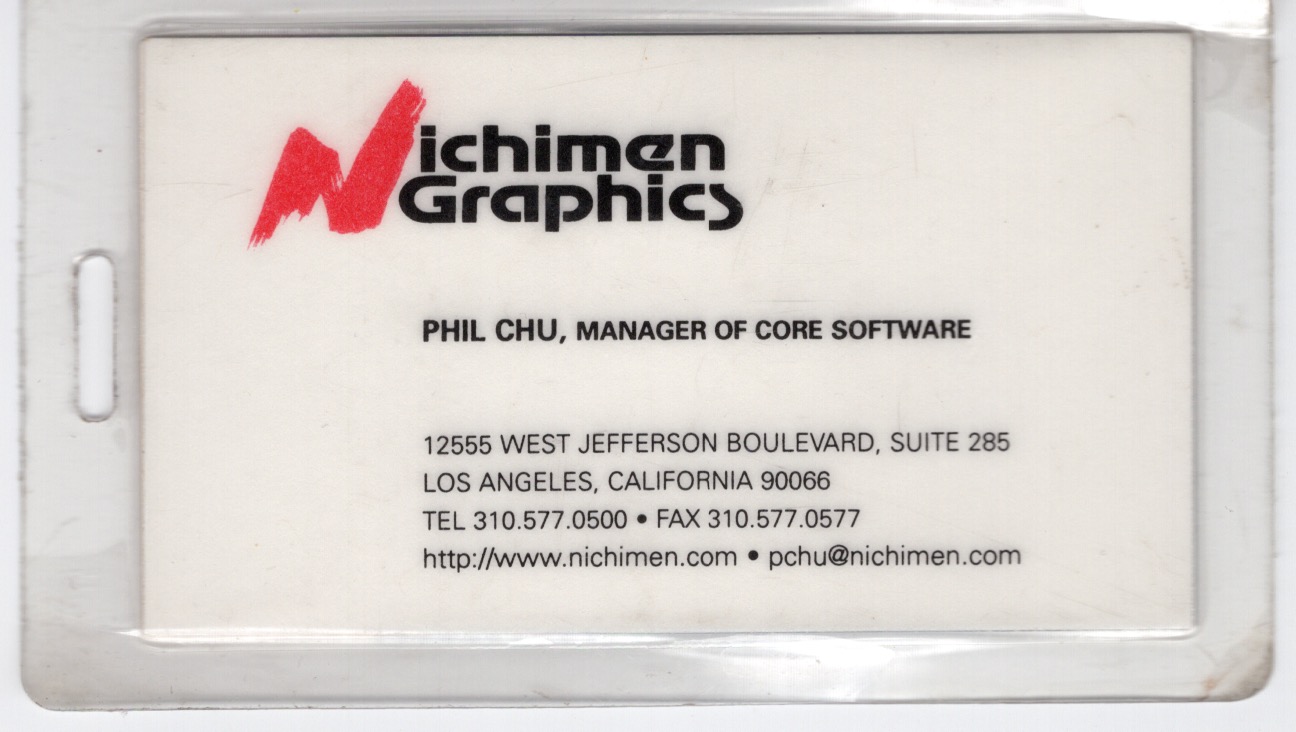 Nichimen
Graphics
PHIL CHU, MANAGER OF CORE SOFTWARE
12555 WEST JEFFERSON BOULEVARD, SUITE 285
LOS ANGELES, CALIFORNIA 90066
TEL 310.577.0500 • FAX 310.577.0577
http://www.nichimen.com • pchu@nichimen.com